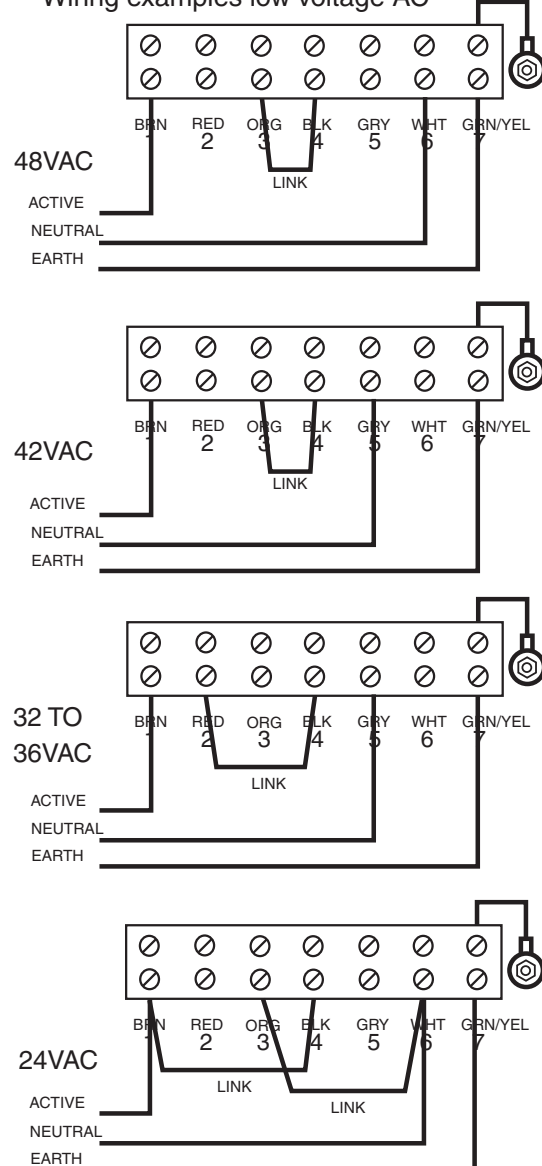 Wiring examples low voltage AC
BRN RED ORG BLK GRY WHT GRN/YEL
1 2 3 4 5 6 7
48VAC
LINK
ACTIVE
NEUTRAL
EARTH
BRN RED ORG BLK GRY WHT GRN/YEL
1 2 3 4 5 6 7
42VAC
LINK
ACTIVE
NEUTRAL
EARTH
BRN RED ORG BLK GRY WHT GRN/YEL
1 2 3 4 5 6 7
32 TO
36VAC
LINK
ACTIVE
NEUTRAL
EARTH
BRN RED ORG BLK GRY WHT GRN/YEL
1 2 3 4 5 6 7
24VAC
LINK
LINK
ACTIVE
NEUTRAL
EARTH